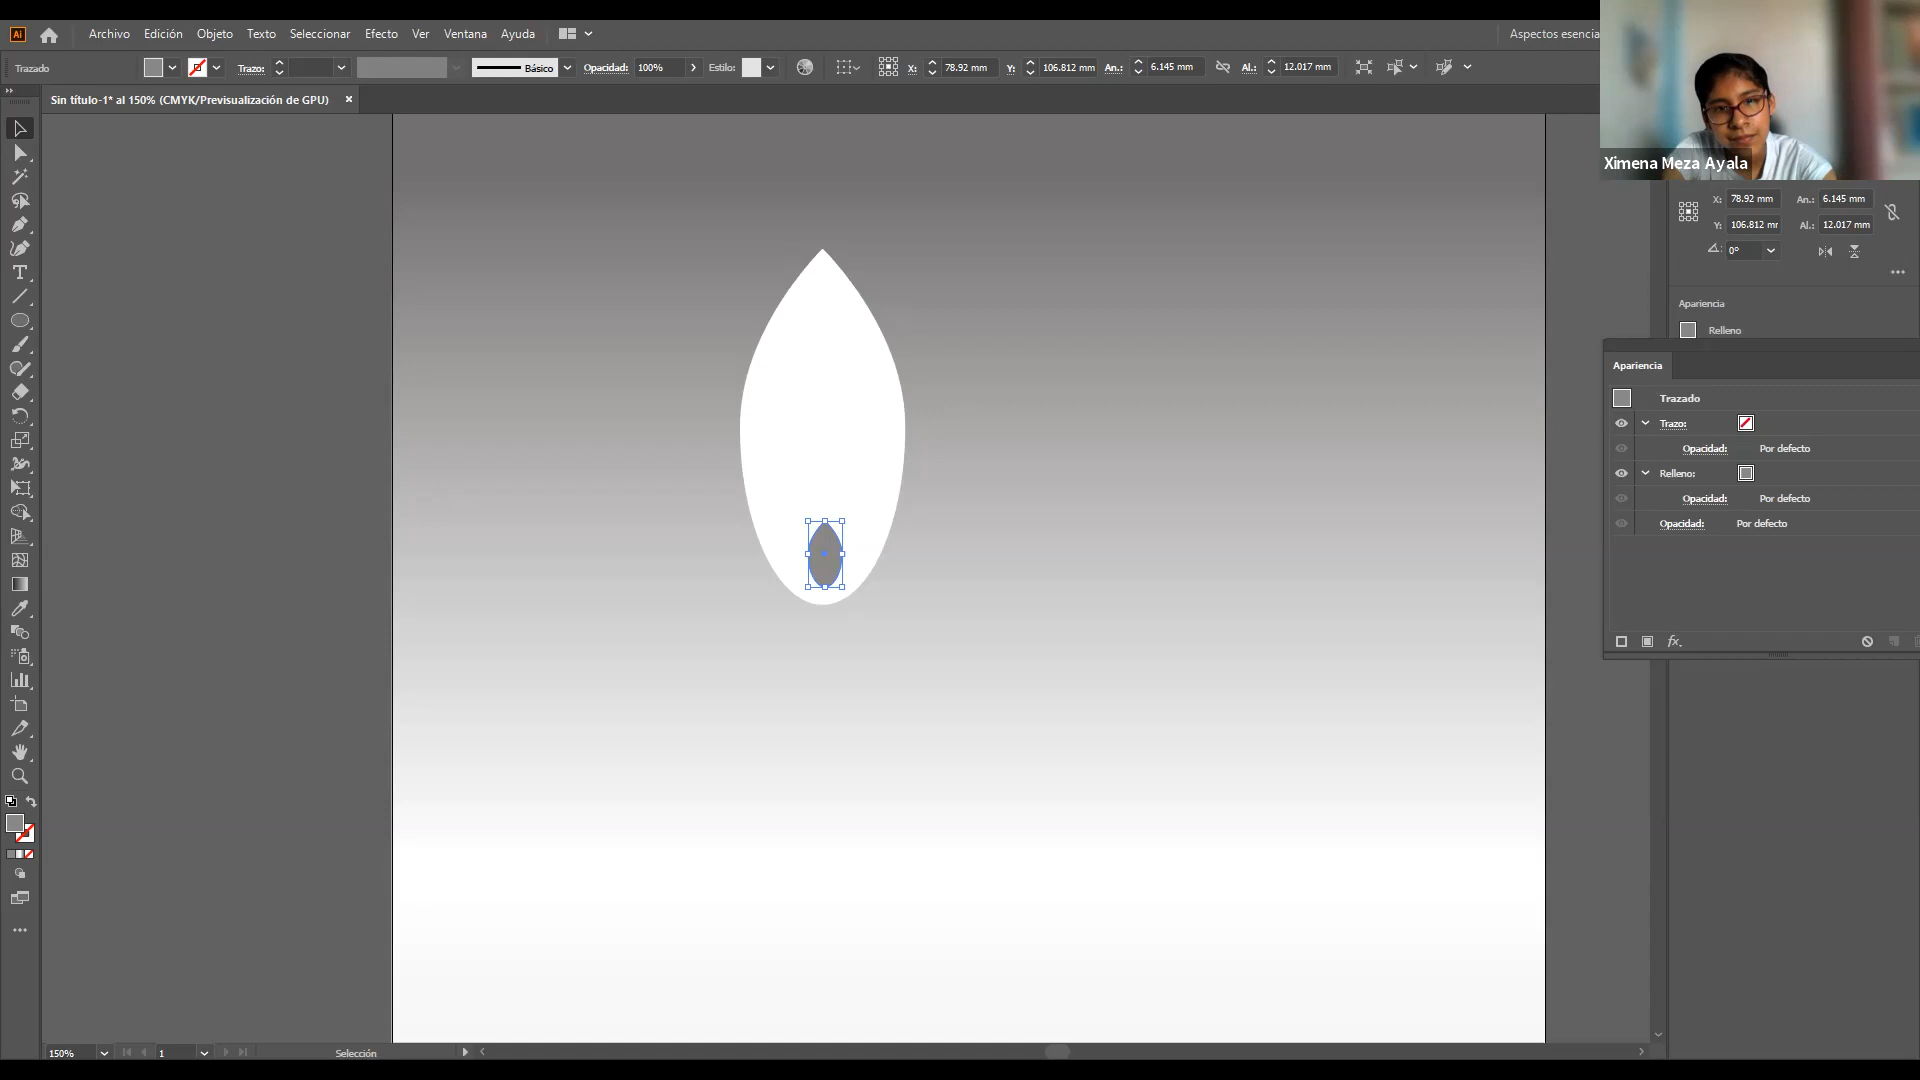 Ai
Archivo Edición Objeto Texto Seleccionar Efecto Ver Ventana Ayuda
Aspectos esencia
Trazado
Trazo:
Básico
Opacidad: 100%
Estilo:
X: 78.92 mm
Y: 106.812 mm
An.: 6.145 mm
Al.: 12.017 mm
Sin título-1* al 150% (CMYK/Previsualización de GPU) ×
Ximena Meza Ayala
X: 78.92 mm An.: 6.145 mm
Y: 106.812 mr Al.: 12.017 mm
0°
Apariencia
Relleno
Apariencia
Trazado
Trazo:
Opacidad: Por defecto
Relleno:
Opacidad: Por defecto
Opacidad: Por defecto
fx.
150% 1 Selección